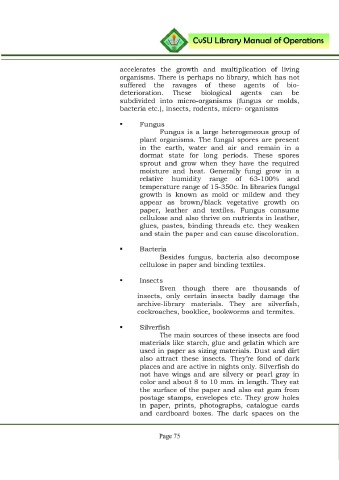 CvSU Library Manual of Operations
accelerates the growth and multiplication of living
organisms. There is perhaps no library, which has not
suffered the ravages of these agents of bio-
deterioration. These biological agents can be
subdivided into micro-organisms (fungus or molds,
bacteria etc.), insects, rodents, micro- organisms
▪ Fungus
Fungus is a large heterogeneous group of
plant organisms. The fungal spores are present
in the earth, water and air and remain in a
dormat state for long periods. These spores
sprout and grow when they have the required
moisture and heat. Generally fungi grow in a
relative humidity range of 63-100% and
temperature range of 15-350c. In libraries fungal
growth is known as mold or mildew and they
appear as brown/black vegetative growth on
paper, leather and textiles. Fungus consume
cellulose and also thrive on nutrients in leather,
glues, pastes, binding threads etc. they weaken
and stain the paper and can cause discoloration.
▪ Bacteria
Besides fungus, bacteria also decompose
cellulose in paper and binding textiles.
▪ Insects
Even though there are thousands of
insects, only certain insects badly damage the
archive-library materials. They are silverfish,
cockroaches, booklice, bookworms and termites.
▪ Silverfish
The main sources of these insects are food
materials like starch, glue and gelatin which are
used in paper as sizing materials. Dust and dirt
also attract these insects. They're fond of dark
places and are active in nights only. Silverfish do
not have wings and are silvery or pearl gray in
color and about 8 to 10 mm. in length. They eat
the surface of the paper and also eat gum from
postage stamps, envelopes etc. They grow holes
in paper, prints, photographs, catalogue cards
and cardboard boxes. The dark spaces on the
Page 75